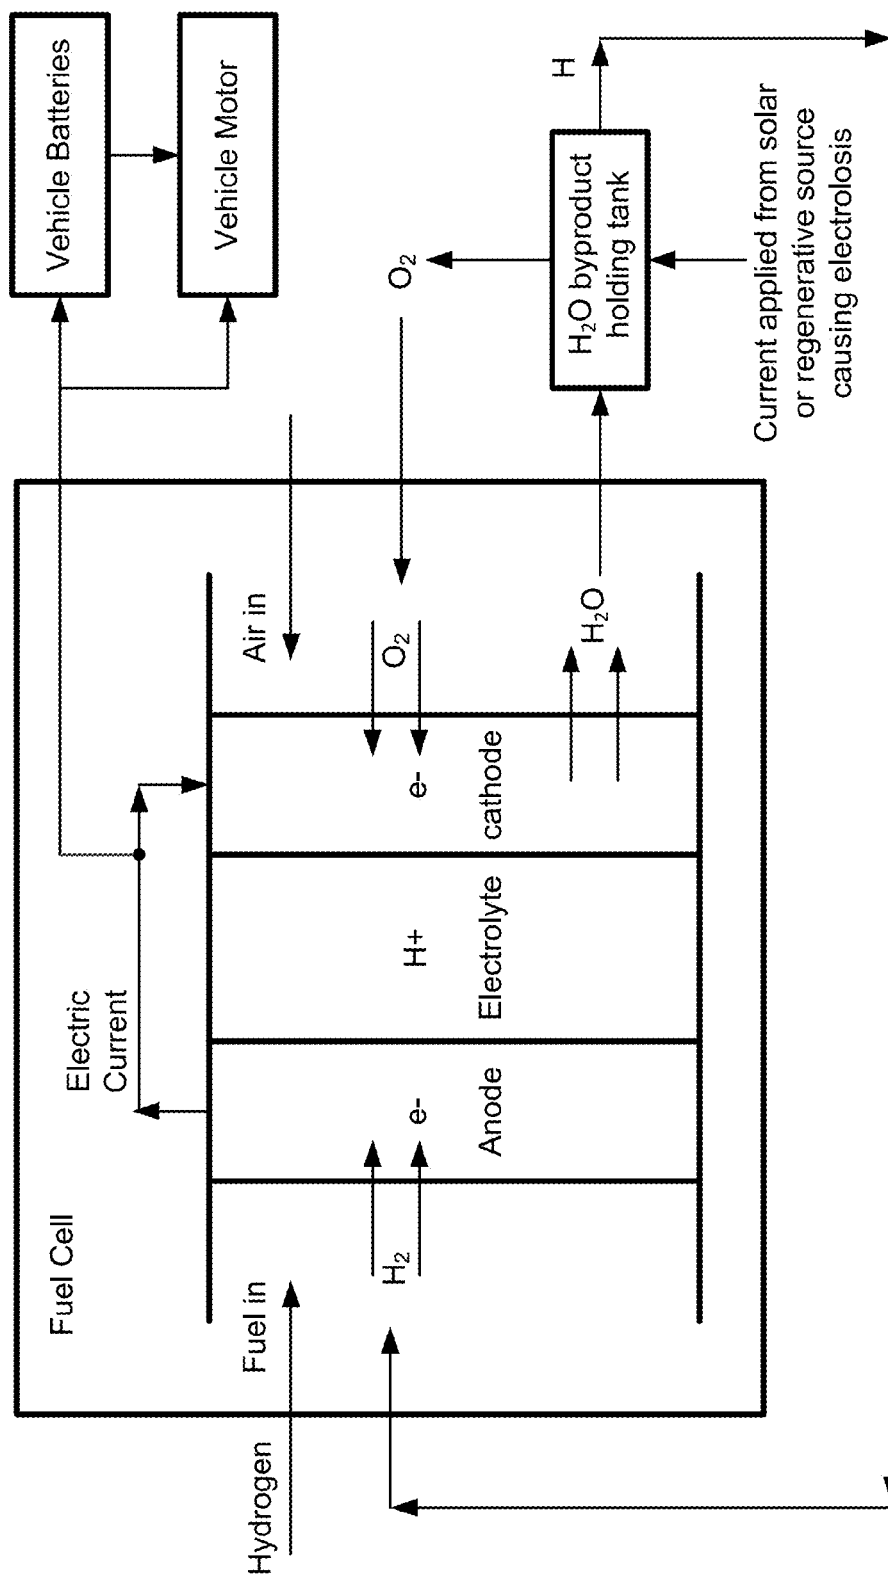 Fuel Cell
Electric
Current
Vehicle Batteries
Vehicle Motor
Hydrogen
Fuel in
Air in
H₂
e-
H+
e-
O₂
O₂
Anode
Electrolyte
cathode
H₂O
H₂O byproduct
holding tank
H
Current applied from solar
or regenerative source
causing electrolosis